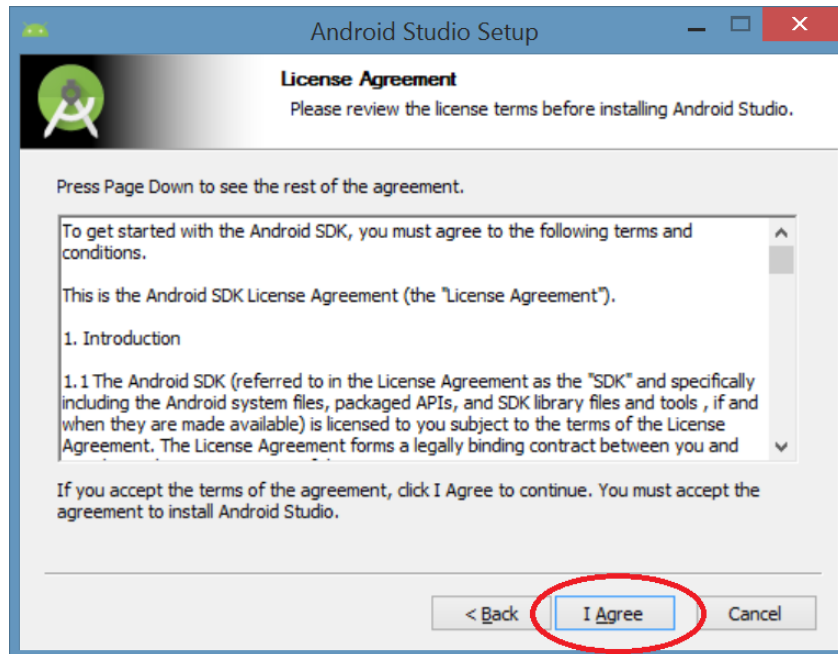 Android Studio Setup
License Agreement
Please review the license terms before installing Android Studio.
Press Page Down to see the rest of the agreement.
To get started with the Android SDK, you must agree to the following terms and
conditions.
This is the Android SDK License Agreement (the "License Agreement").
1. Introduction
1.1 The Android SDK (referred to in the License Agreement as the "SDK" and specifically
including the Android system files, packaged APIs, and SDK library files and tools , if and
when they are made available) is licensed to you subject to the terms of the License
Agreement. The License Agreement forms a legally binding contract between you and
If you accept the terms of the agreement, click I Agree to continue. You must accept the
agreement to install Android Studio.
< Back
I Agree
Cancel